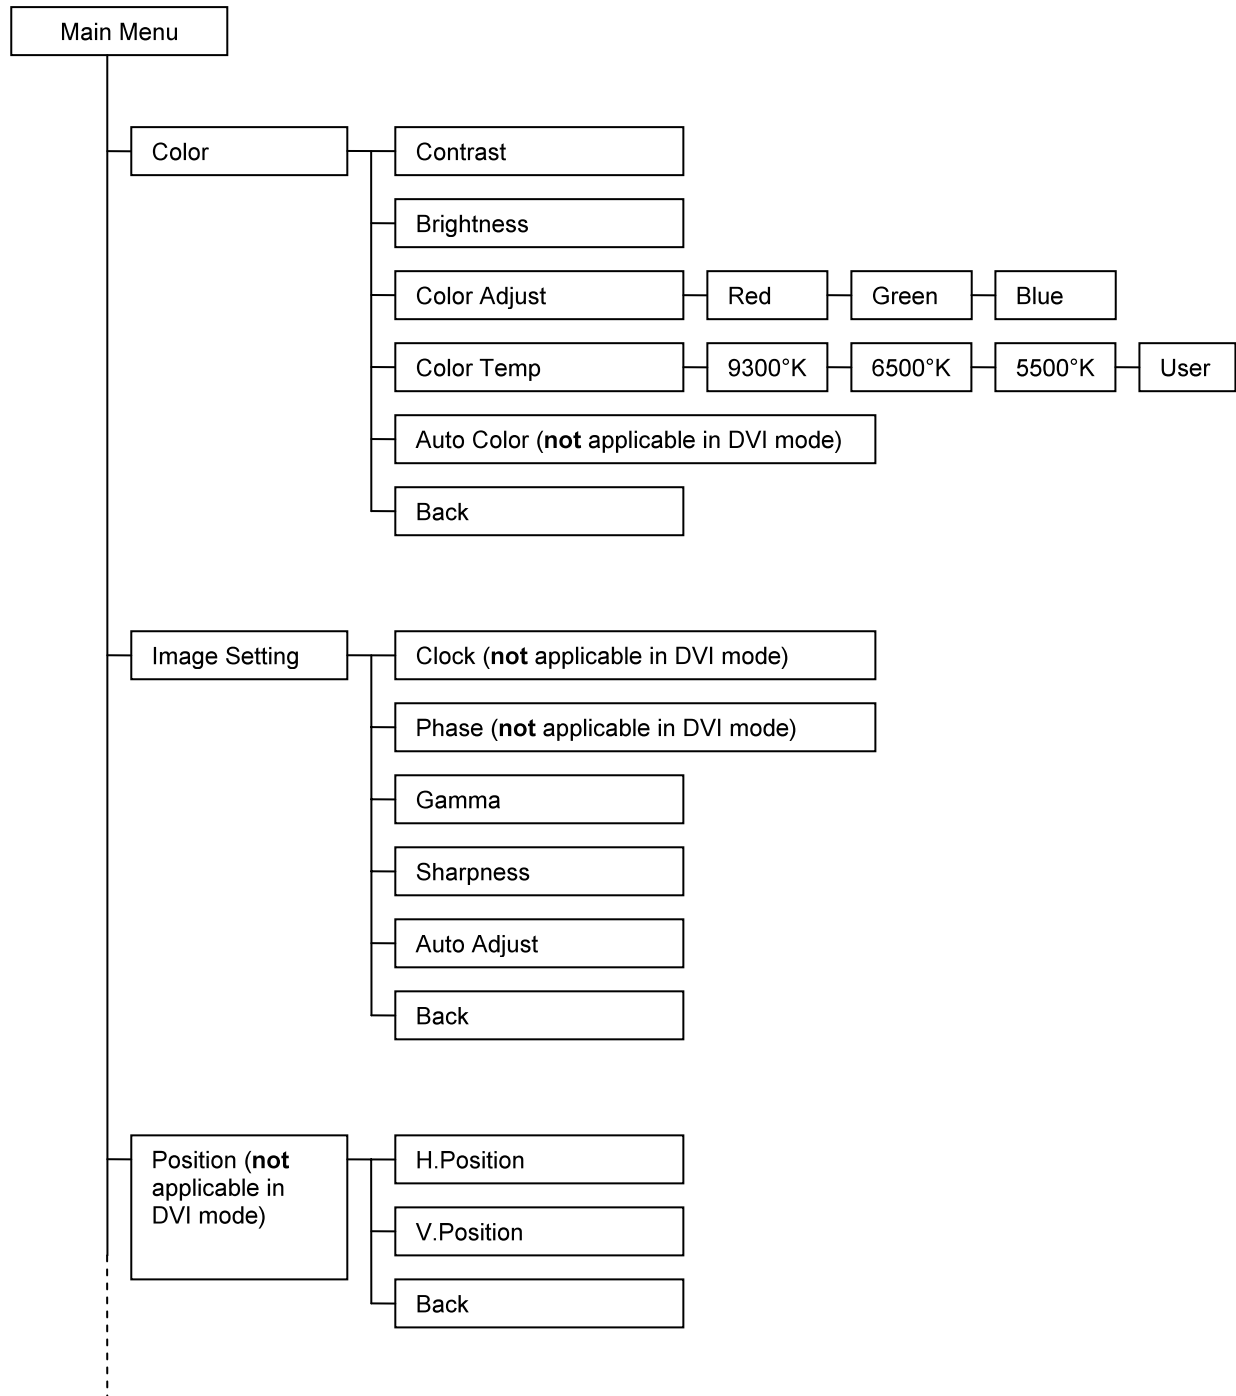 Main Menu
Color
Contrast
Brightness
Color Adjust
Red
Green
Blue
Color Temp
9300°K
6500°K
5500°K
User
Auto Color (not applicable in DVI mode)
Back
Image Setting
Clock (not applicable in DVI mode)
Phase (not applicable in DVI mode)
Gamma
Sharpness
Auto Adjust
Back
Position (not
applicable in
DVI mode)
H.Position
V.Position
Back